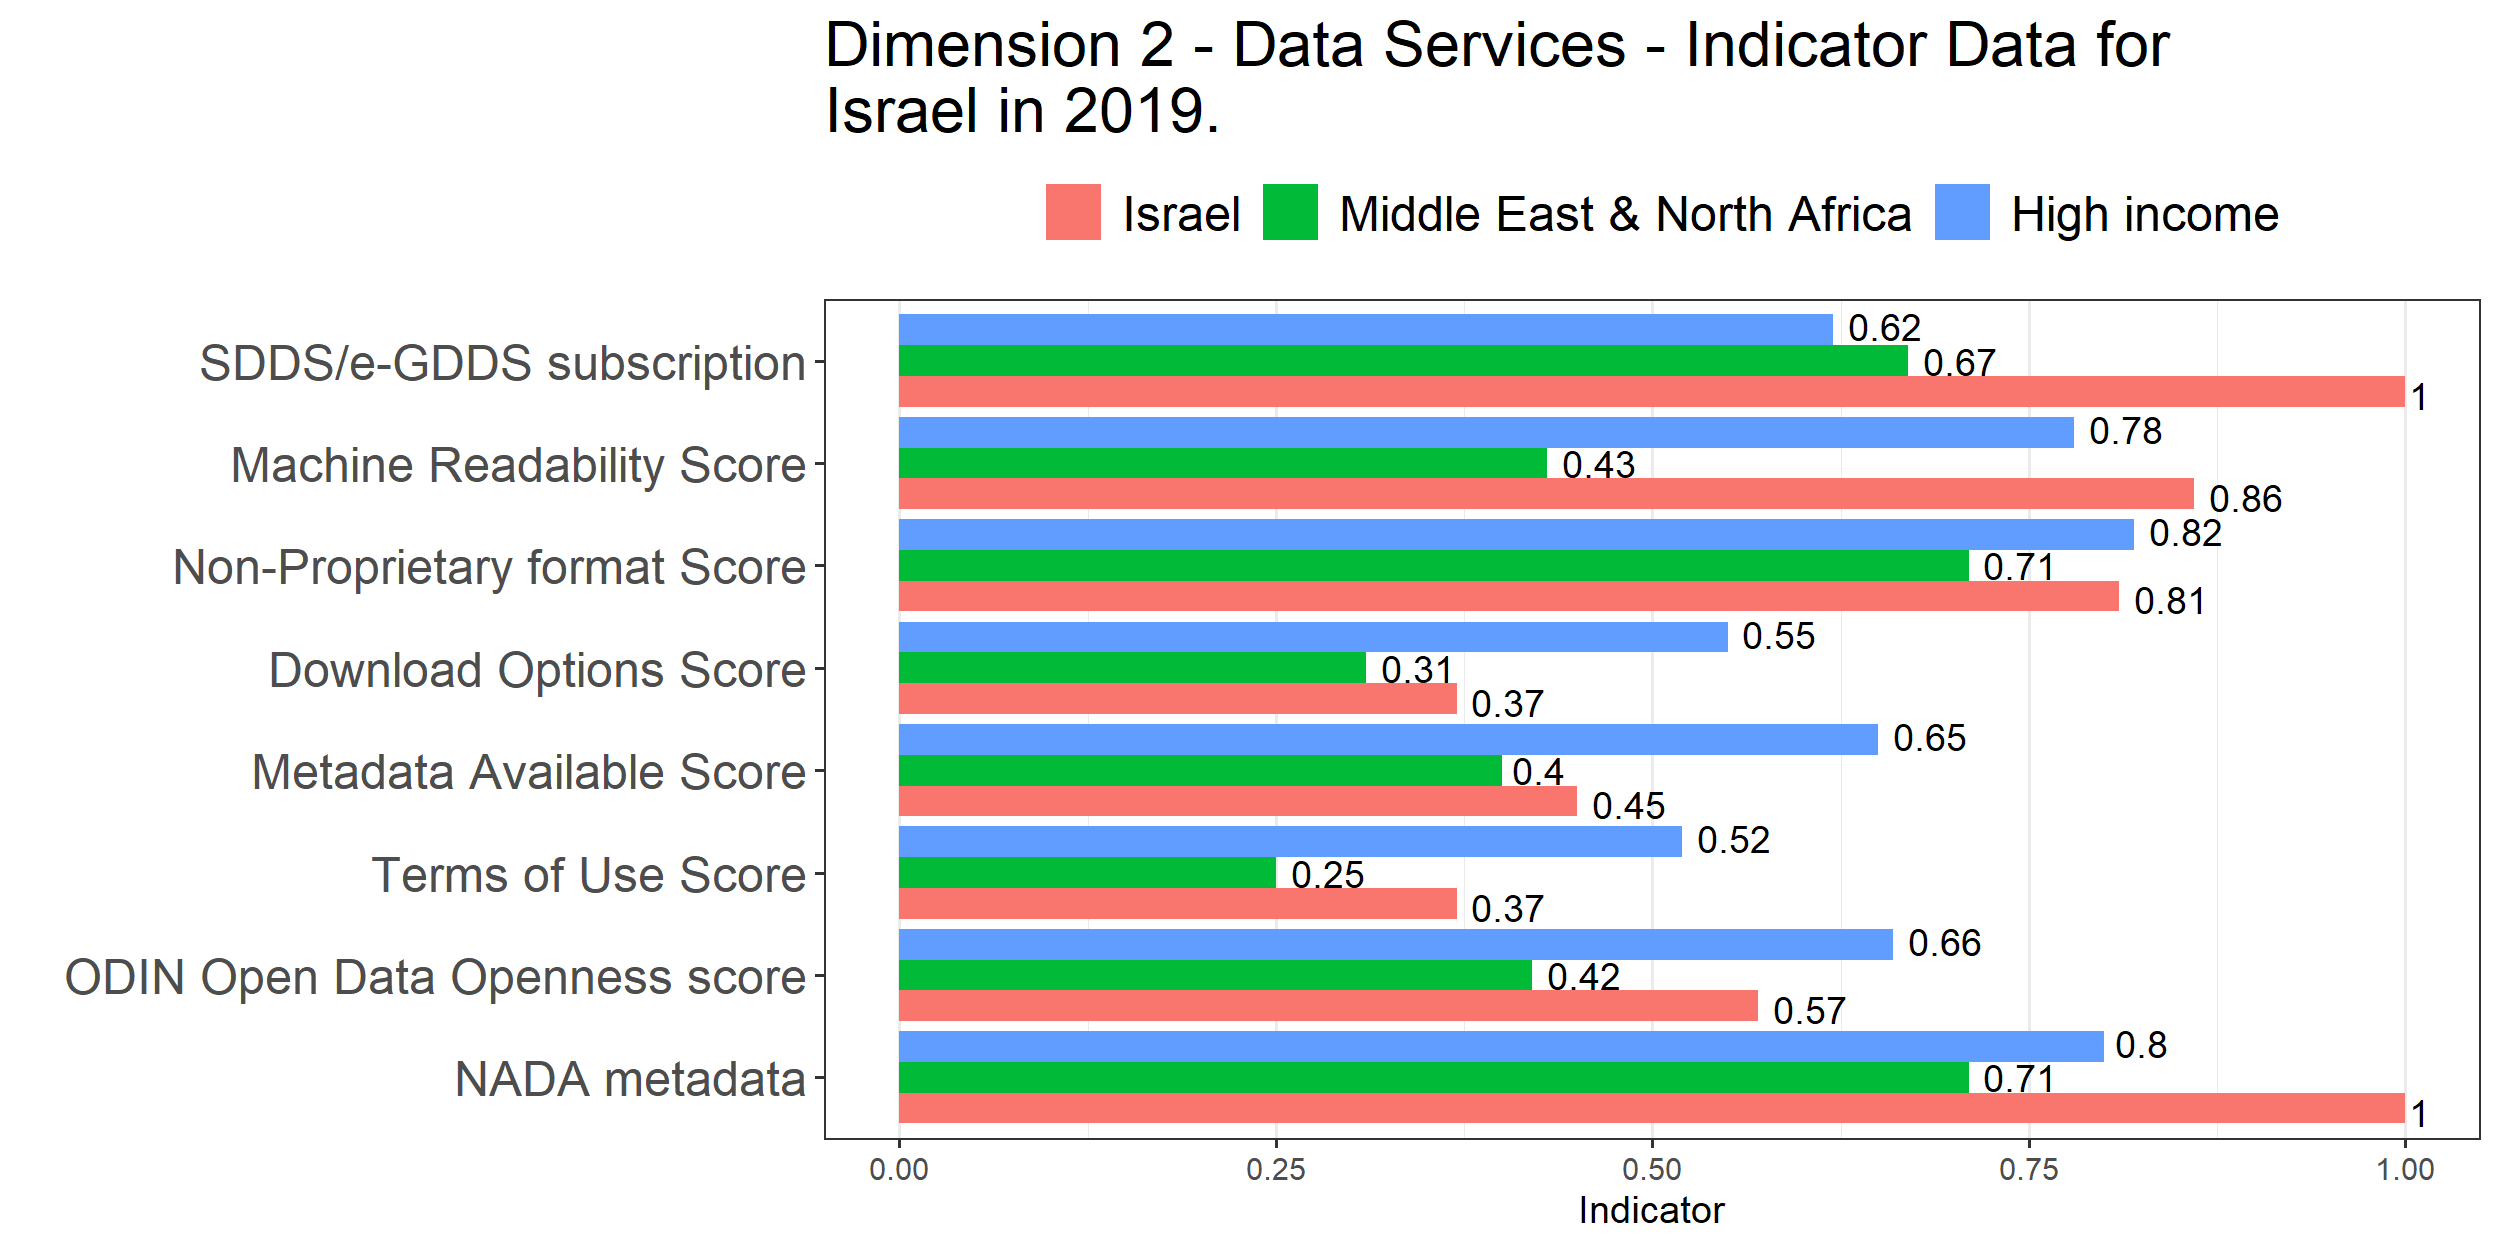 Dimension 2 - Data Services - Indicator Data for
Israel in 2019.
Israel
Middle East & North Africa
High income
SDDS/e-GDDS subscription
0.62
0.67
1
Machine Readability Score
0.78
0.43
0.86
Non-Proprietary format Score
0.82
0.71
0.81
Download Options Score
0.55
0.31
0.37
Metadata Available Score
0.65
0.4
0.45
Terms of Use Score
0.52
0.25
0.37
ODIN Open Data Openness score
0.66
0.42
0.57
NADA metadata
0.8
0.71
1
0.00
0.25
0.50
0.75
1.00
Indicator